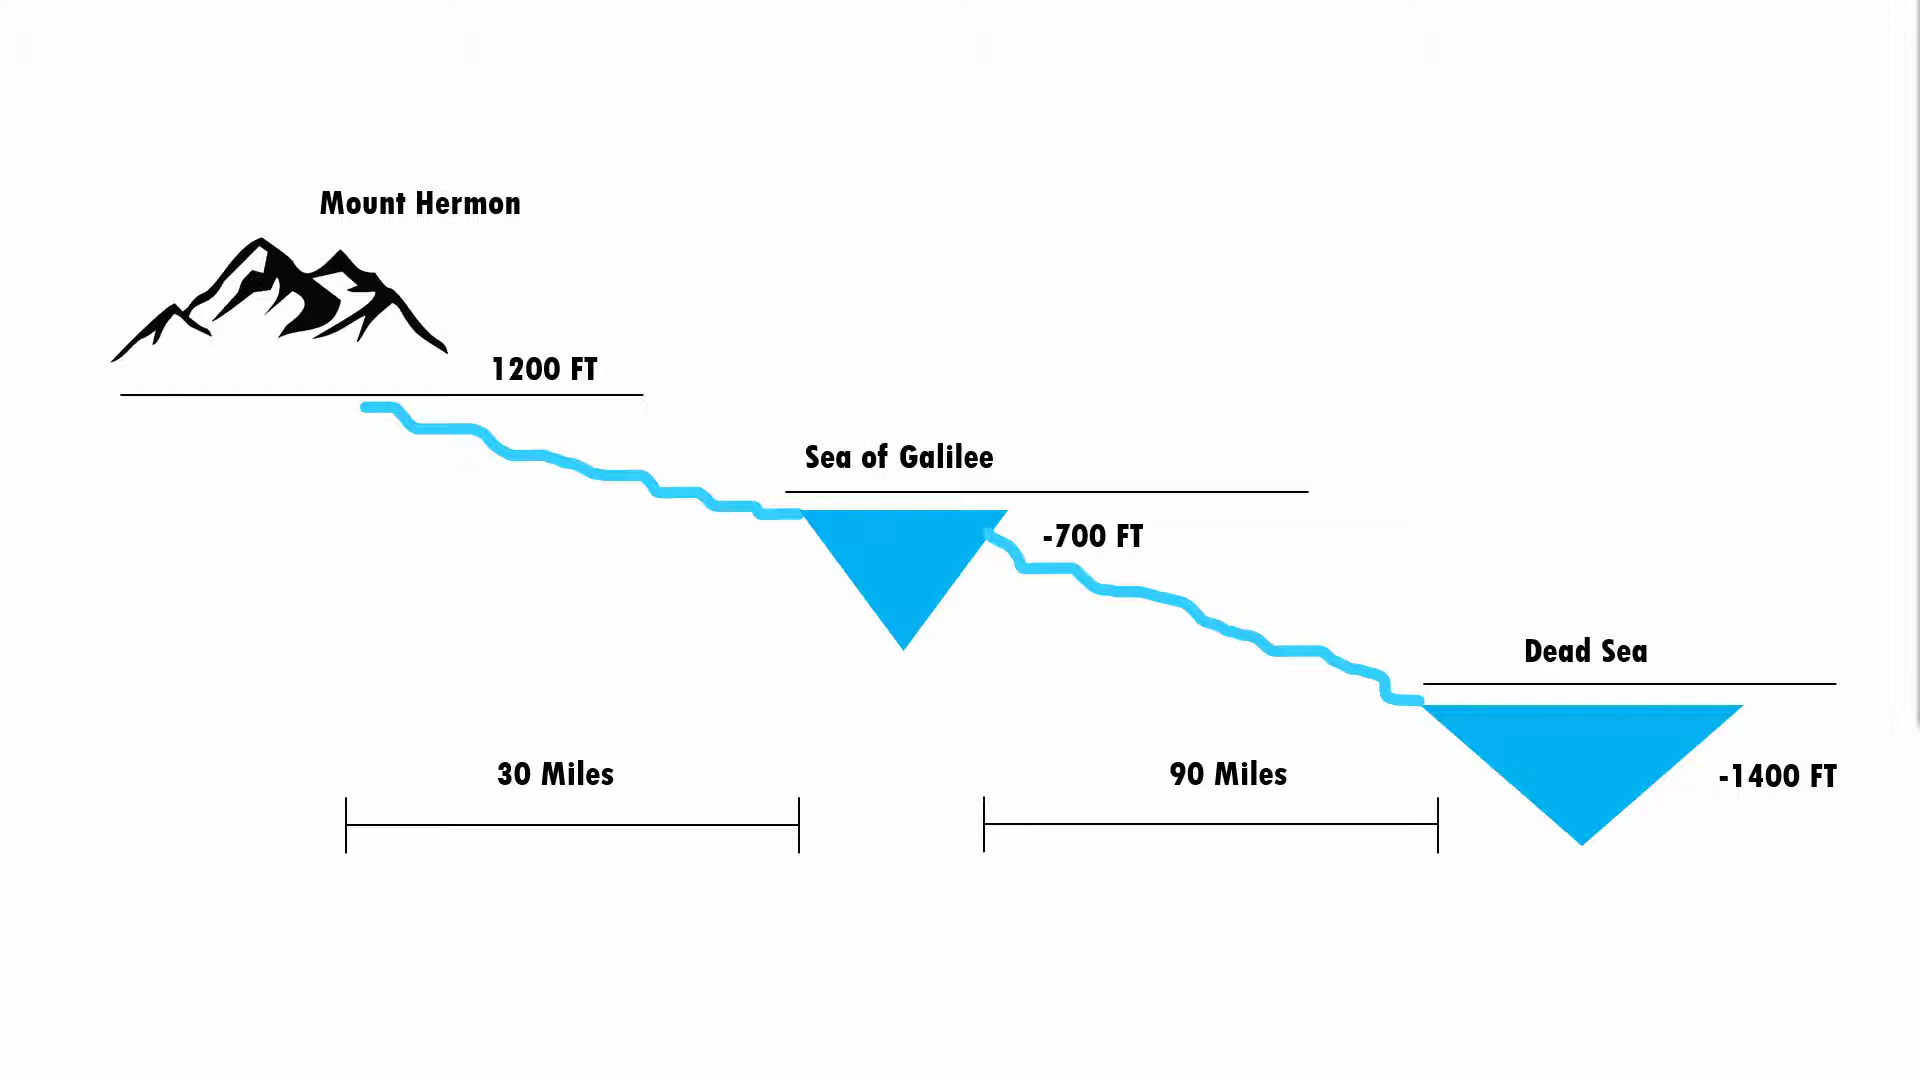 Mount Hermon
1200 FT
Sea of Galilee
-700 FT
Dead Sea
30 Miles
90 Miles
-1400 FT